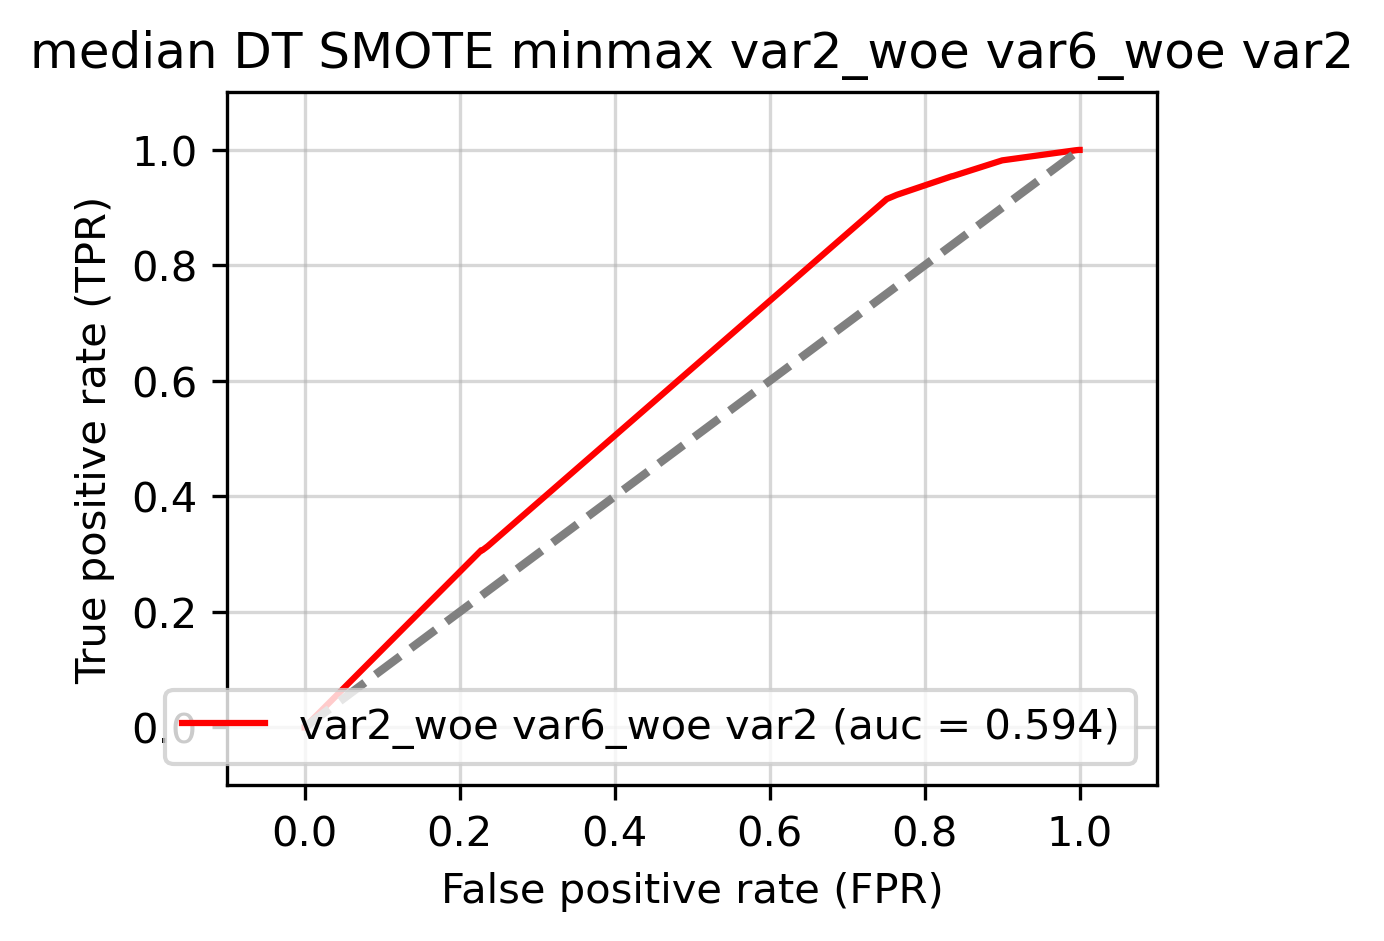 median DT SMOTE minmax var2_woe var6_woe var2
True positive rate (TPR)
1.0
0.8
0.6
0.4
0.2
0.0
var2_woe var6_woe var2 (auc = 0.594)
0.0 0.2 0.4 0.6 0.8 1.0
False positive rate (FPR)